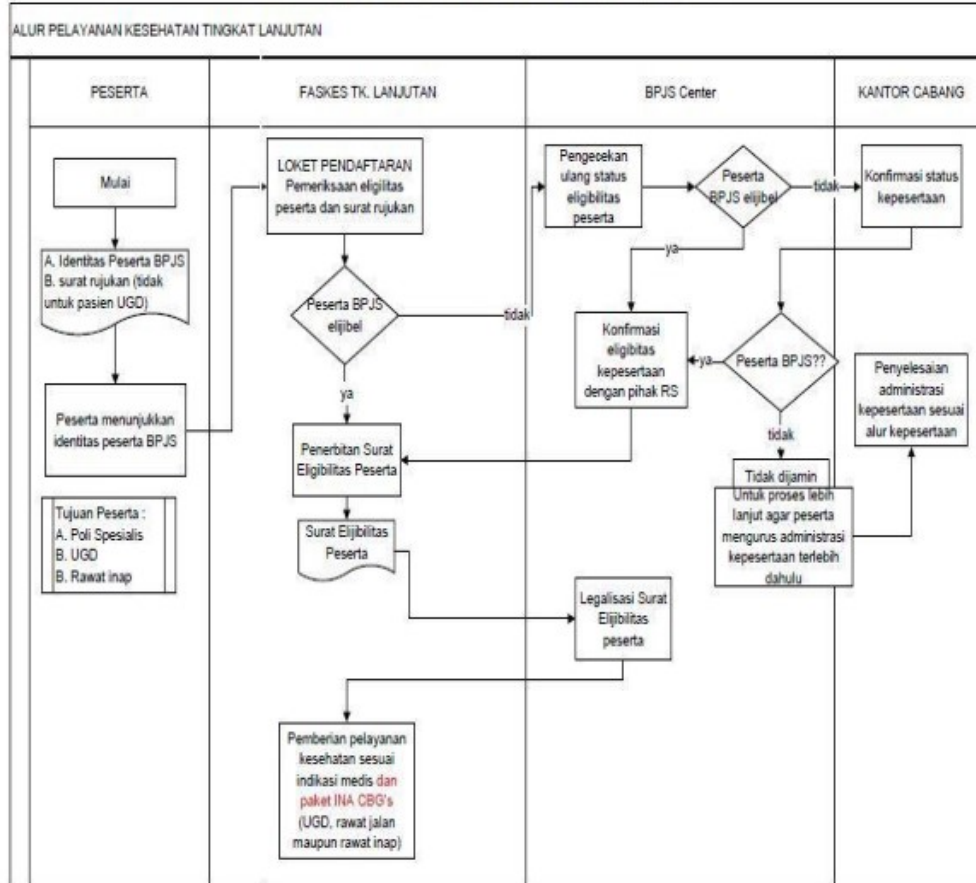 ALUR PELAYANAN KESEHATAN TINGKAT LANJUTAN
PESERTA
FASKES TK. LANJUTAN
BPJS Center
KANTOR CABANG
Mulai
A. Identitas Peserta BPJS
B. surat rujukan (tidak
untuk pasien UGD)
Peserta menunjukkan
identitas peserta BPJS
Tujuan Peserta :
A. Poli Spesialis
B. UGD
B. Rawat inap
LOKET PENDAFTARAN
Pemeriksaan eligilitas
peserta dan surat rujukan
Peserta BPJS
elijibel
tidak
ya
Penerbitan Surat
Eligibilitas Peserta
Surat Elijibilitas
Peserta
Pemberian pelayanan
kesehatan sesuai
indikasi medis dan
paket INA CBG's
(UGD, rawat jalan
maupun rawat inap)
Pengecekan
ulang status
eligibilitas
peserta
Peserta
BPJS elijibel
tidak
ya
Konfirmasi
eligibitas
kepesertaan
dengan pihak RS
ya
Peserta BPJS??
tidak
Tidak dijamin
Untuk proses lebih
lanjut agar peserta
mengurus administrasi
kepesertaan terlebih
dahulu
Legalisasi Surat
Elijibilitas
peserta
Konfirmasi status
kepesertaan
Penyelesaian
administrasi
kepesertaan sesuai
alur kepesertaan